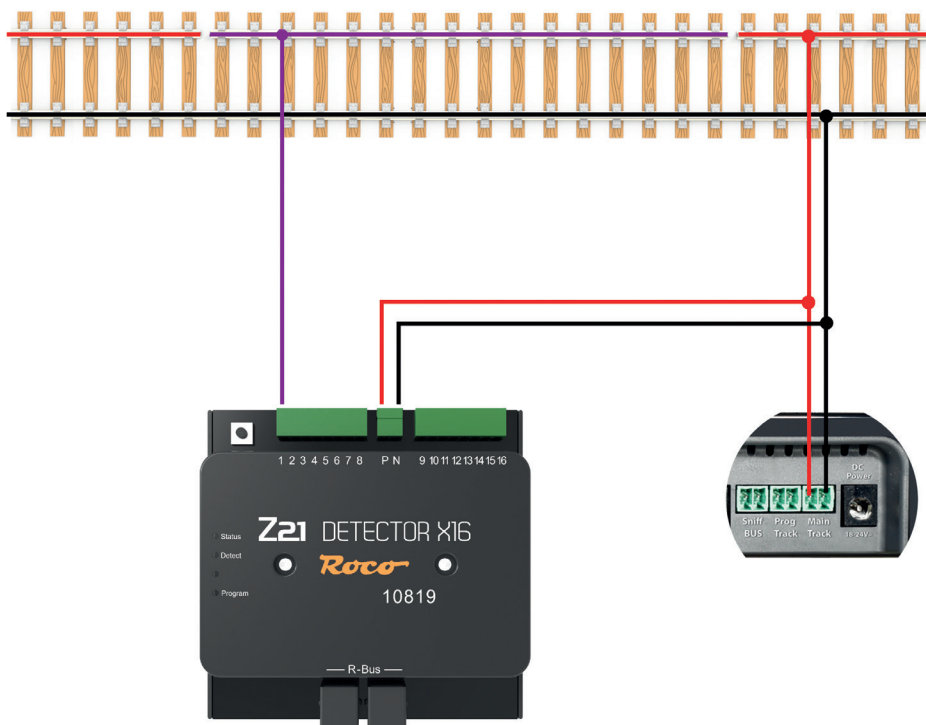 1 2 3 4 5 6 7 8 P N 9 10 11 12 13 14 15 16
Status
Detect
Program
Z21 DETECTOR X16
Roco
10819
R-Bus
DC
Power
Sniff
BUS
Prog
Track
Main
Track